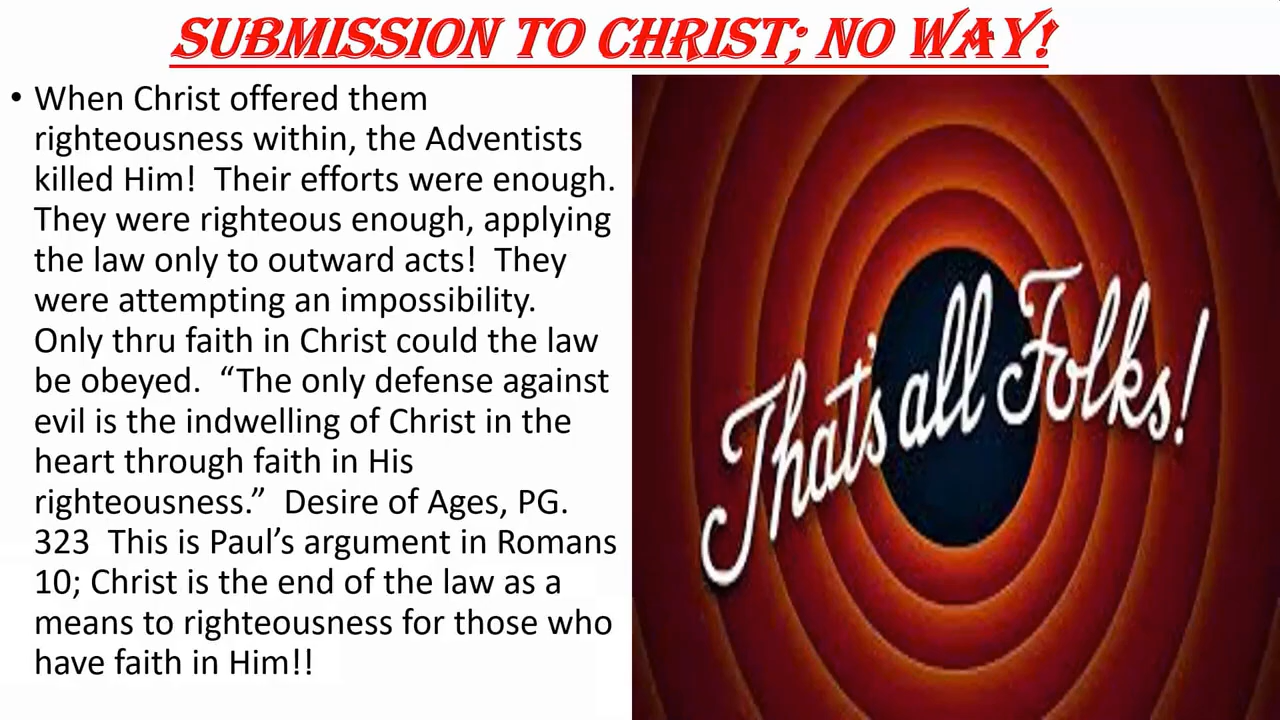 SUBMISSION TO CHRIST; NO WAY!
• When Christ offered them
righteousness within, the Adventists
killed Him!  Their efforts were enough.
They were righteous enough, applying
the law only to outward acts!  They
were attempting an impossibility.
Only thru faith in Christ could the law
be obeyed.  “The only defense against
evil is the indwelling of Christ in the
heart through faith in His
righteousness.”  Desire of Ages, PG.
323  This is Paul’s argument in Romans
10; Christ is the end of the law as a
means to righteousness for those who
have faith in Him!!
That's all Folks!